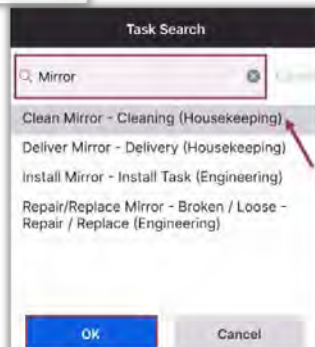 Task Search
Mirror
Clean Mirror - Cleaning (Housekeeping)
Deliver Mirror - Delivery (Housekeeping)
Install Mirror - Install Task (Engineering)
Repair/Replace Mirror - Broken / Loose -
Repair / Replace (Engineering)
OK
Cancel